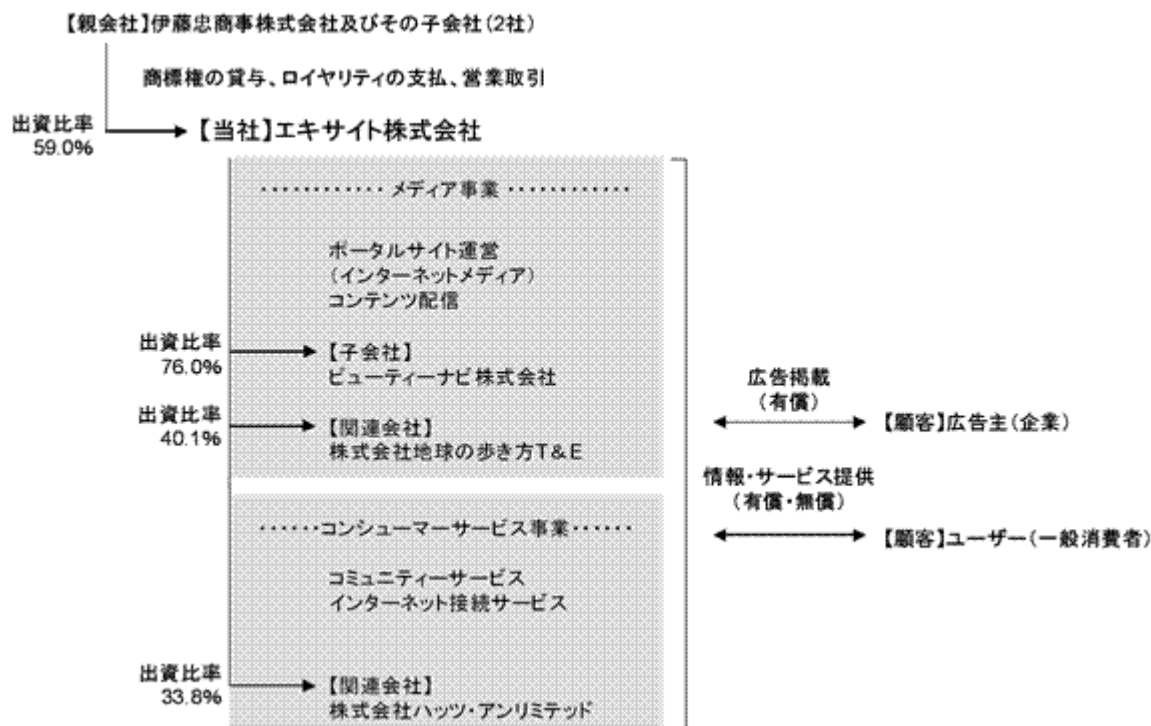 【親会社】伊藤忠商事株式会社及びその子会社(2社)
商標権の貸与、ロイヤリティの支払、営業取引
出資比率
59.0%
【当社】エキサイト株式会社
············ メディア事業 ············
ポータルサイト運営
(インターネットメディア)
コンテンツ配信
出資比率
76.0%
【子会社】
ビューティーナビ株式会社
出資比率
40.1%
【関連会社】
株式会社地球の歩き方T&E
広告掲載
(有償)
【顧客】広告主(企業)
情報・サービス提供
(有償・無償)
【顧客】ユーザー(一般消費者)
······コンシューマーサービス事業······
コミュニティーサービス
インターネット接続サービス
出資比率
33.8%
【関連会社】
株式会社ハッツ・アンリミテッド